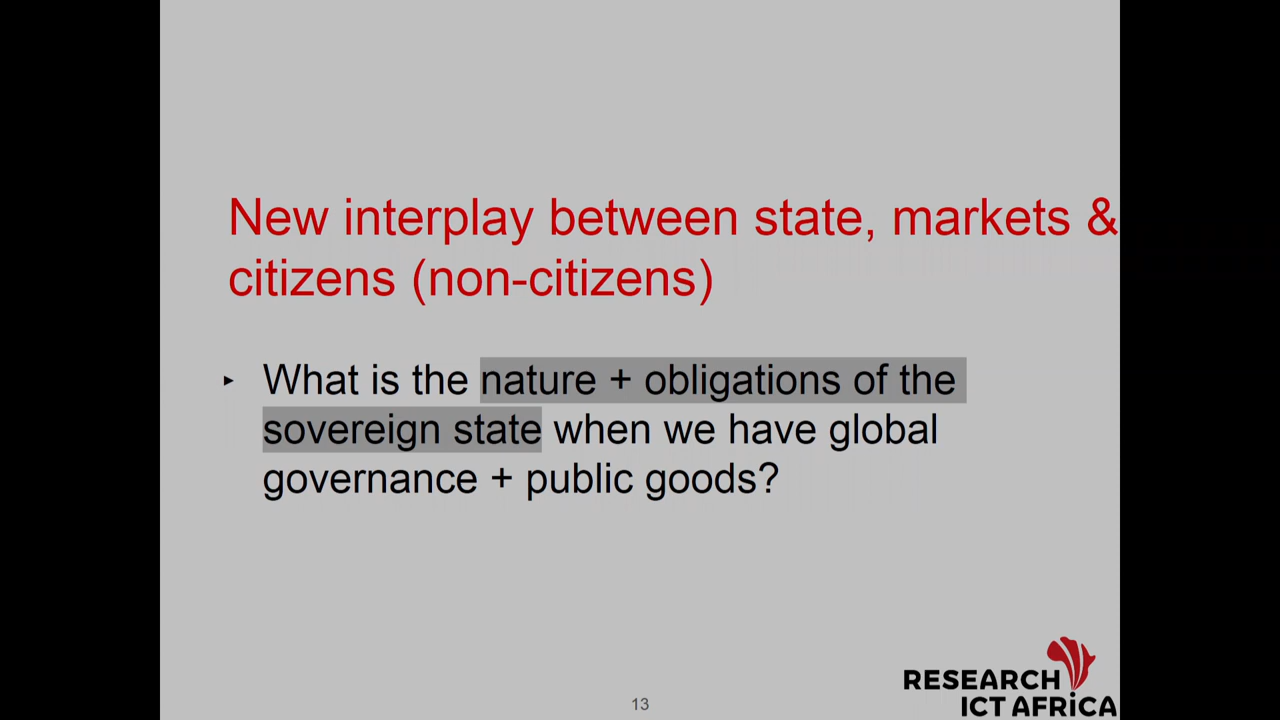 New interplay between state, markets &
citizens (non-citizens)
‣ What is the nature + obligations of the
sovereign state when we have global
governance + public goods?
RESEARCH
ICT AFRiCA
13